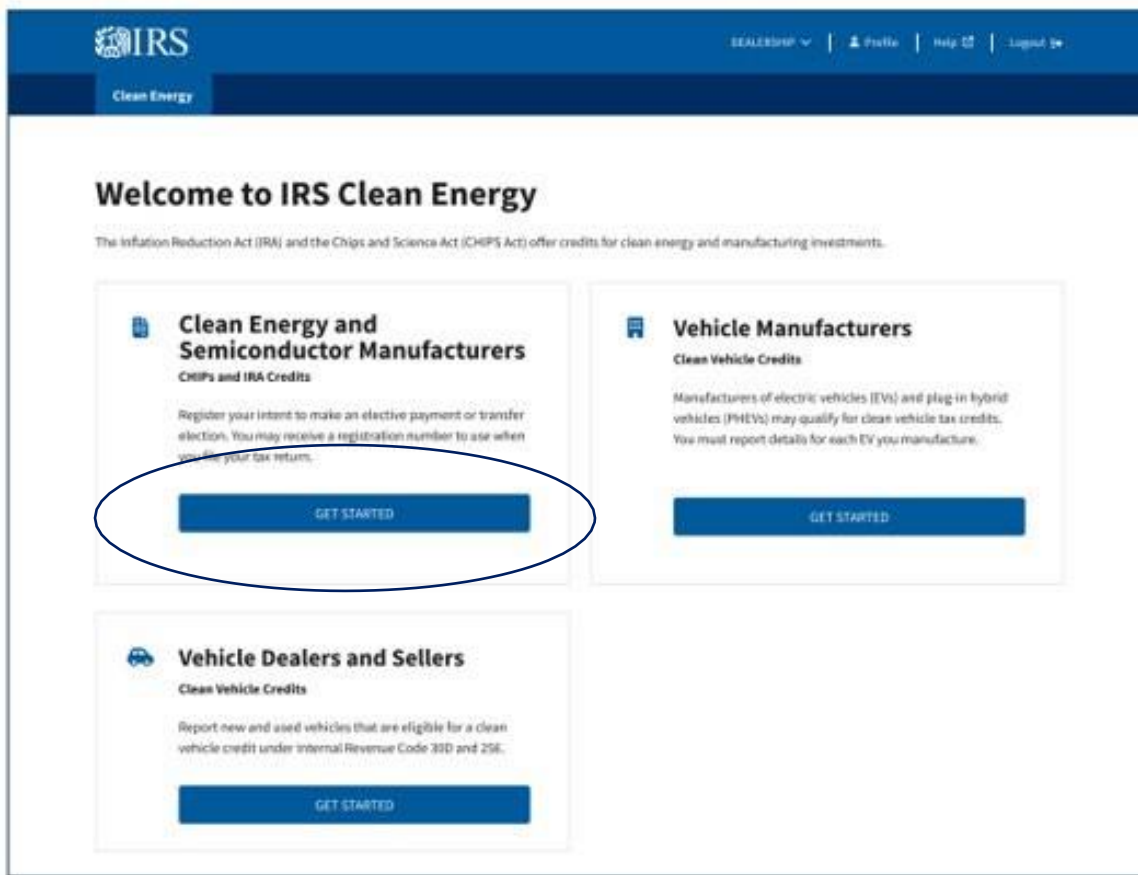 IRS
DEALERSHIP
Profile
Help
Logout
Clean Energy
Welcome to IRS Clean Energy
The Inflation Reduction Act (IRA) and the Chips and Science Act (CHIPS Act) offer credits for clean energy and manufacturing investments.
Clean Energy and
Semiconductor Manufacturers
CHIPs and IRA Credits
Register your intent to make an elective payment or transfer
election. You may receive a registration number to use when
you file your tax return.
GET STARTED
Vehicle Manufacturers
Clean Vehicle Credits
Manufacturers of electric vehicles (EVs) and plug-in hybrid
vehicles (PHEVs) may qualify for clean vehicle tax credits.
You must report details for each EV you manufacture.
GET STARTED
Vehicle Dealers and Sellers
Clean Vehicle Credits
Report new and used vehicles that are eligible for a clean
vehicle credit under Internal Revenue Code 30D and 25E.
GET STARTED